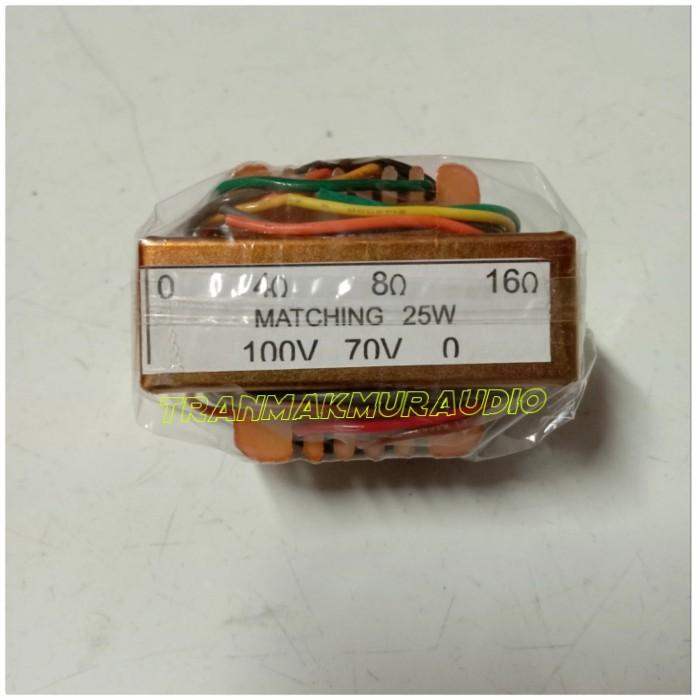 0 4Ω 8Ω 16Ω
MATCHING 25W
100V 70V 0
TRANMAKMURAUDIO